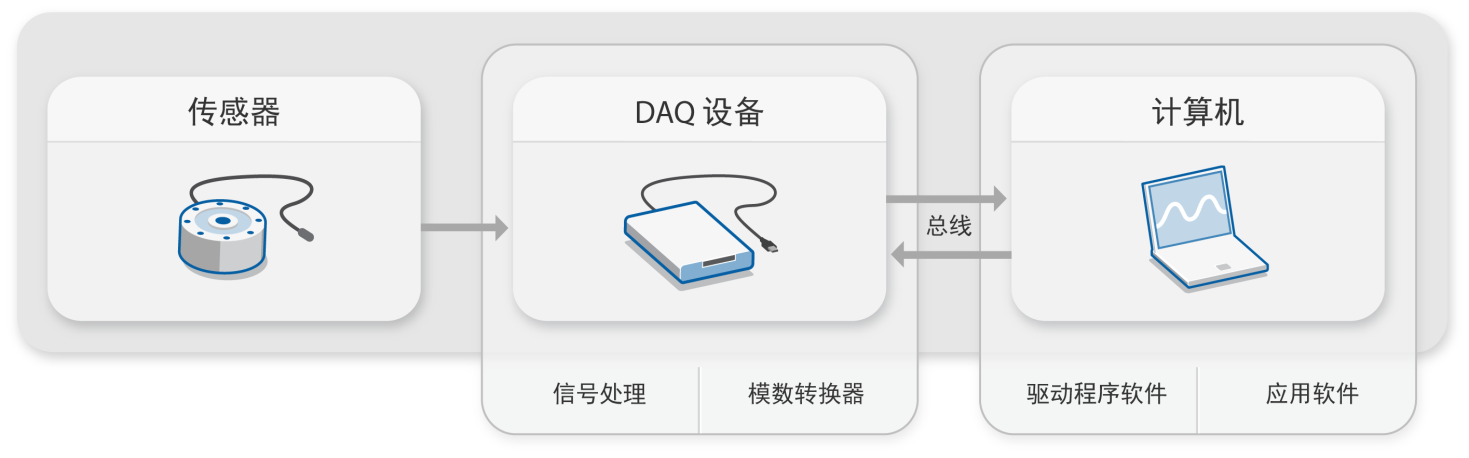 传感器
DAQ 设备
计算机
总线
信号处理
模数转换器
驱动程序软件
应用软件